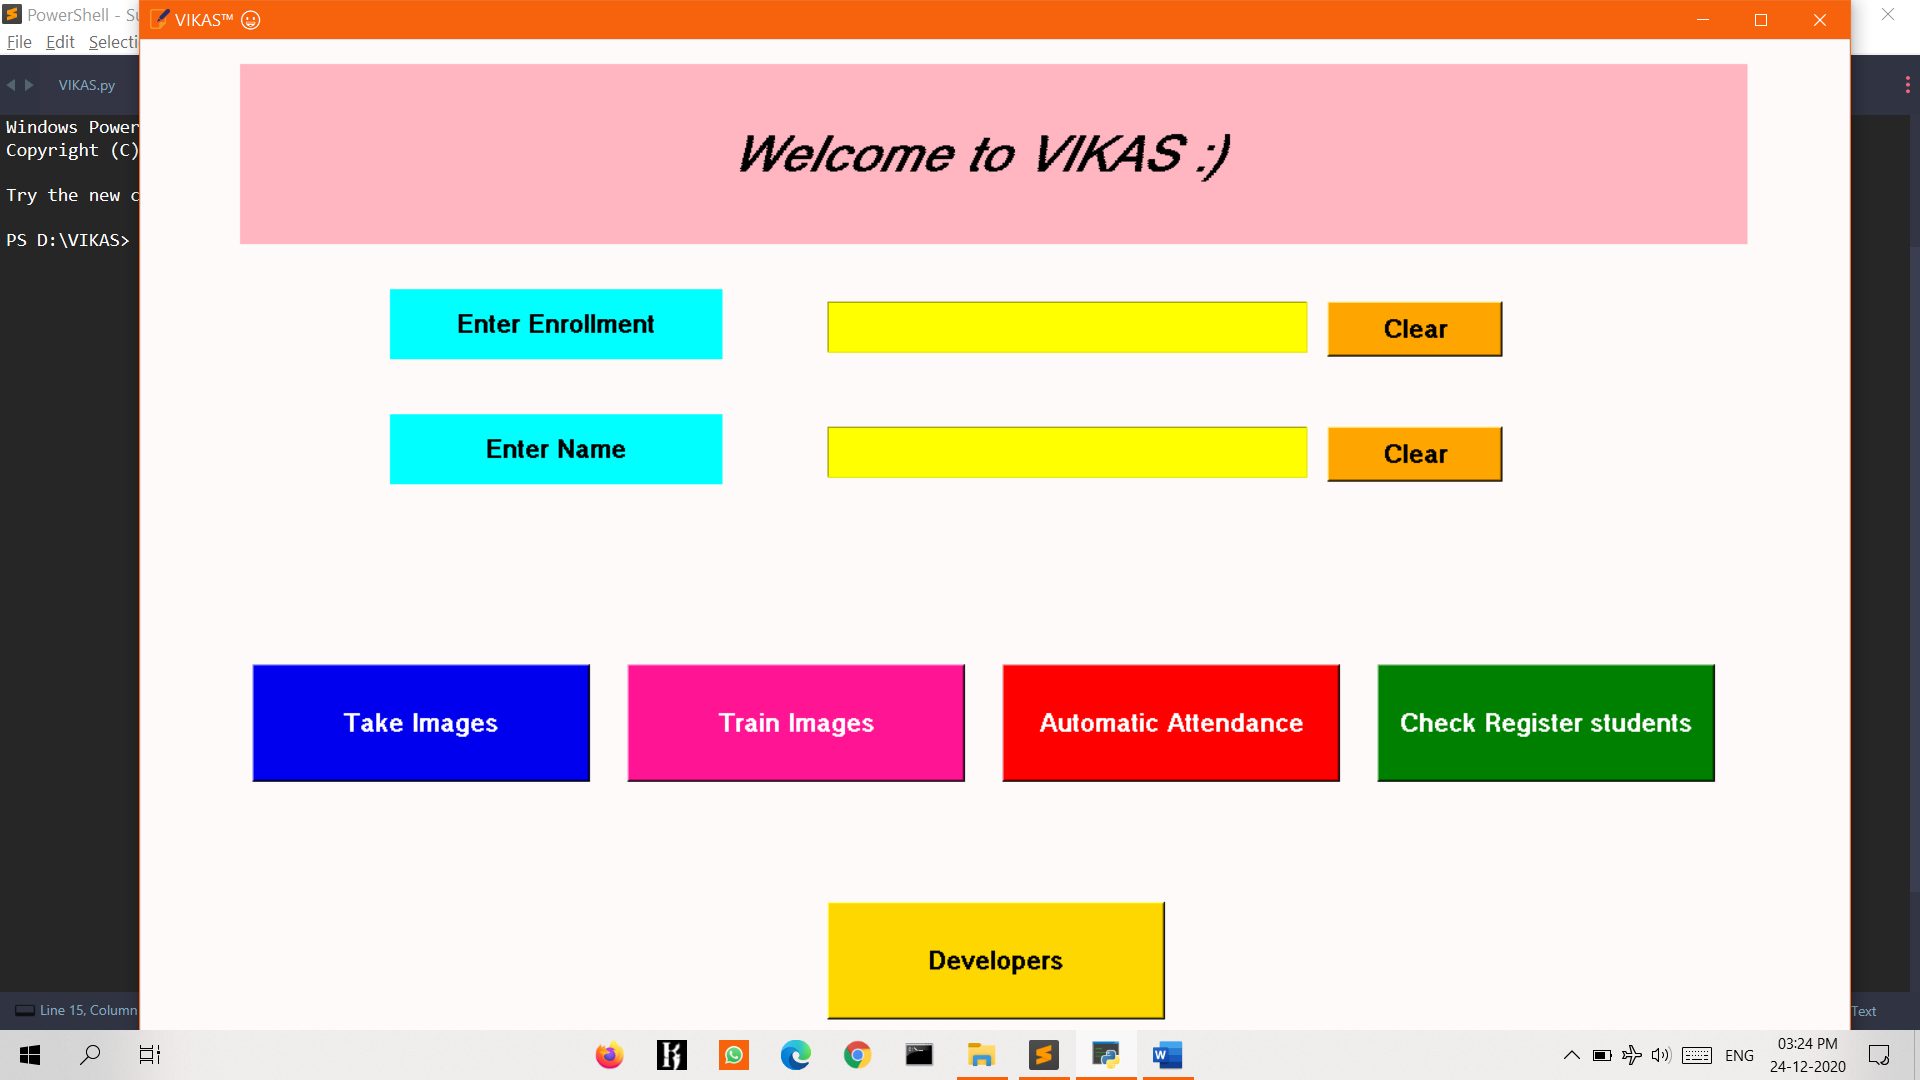 PowerShell - Su
VIKAS™
File Edit Selecti
VIKAS.py
Windows Power
Copyright (C)
Try the new c
PS D:\VIKAS>
Welcome to VIKAS :)
Enter Enrollment
Clear
Enter Name
Clear
Take Images
Train Images
Automatic Attendance
Check Register students
Developers
Line 15, Column
Text
ENG
03:24 PM
24-12-2020